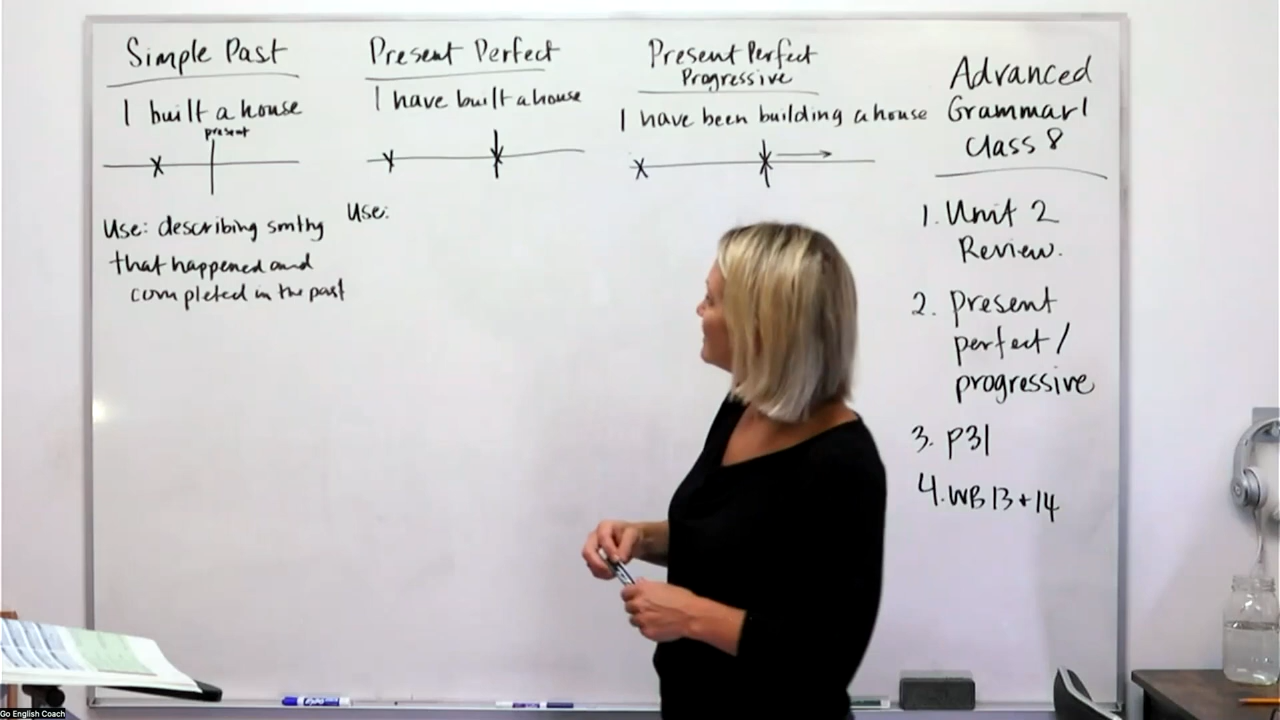 Simple Past
I built a house
present
Use: describing smthg
that happened and
completed in the past
Present Perfect
I have built a house
Use:
Present Perfect
Progressive
I have been building a house
Advanced
Grammar 1
Class 8
1. Unit 2
Review.
2. Present
perfect /
progressive
3. P31
4. WB 13 + 14
EXPO
Go English Coach